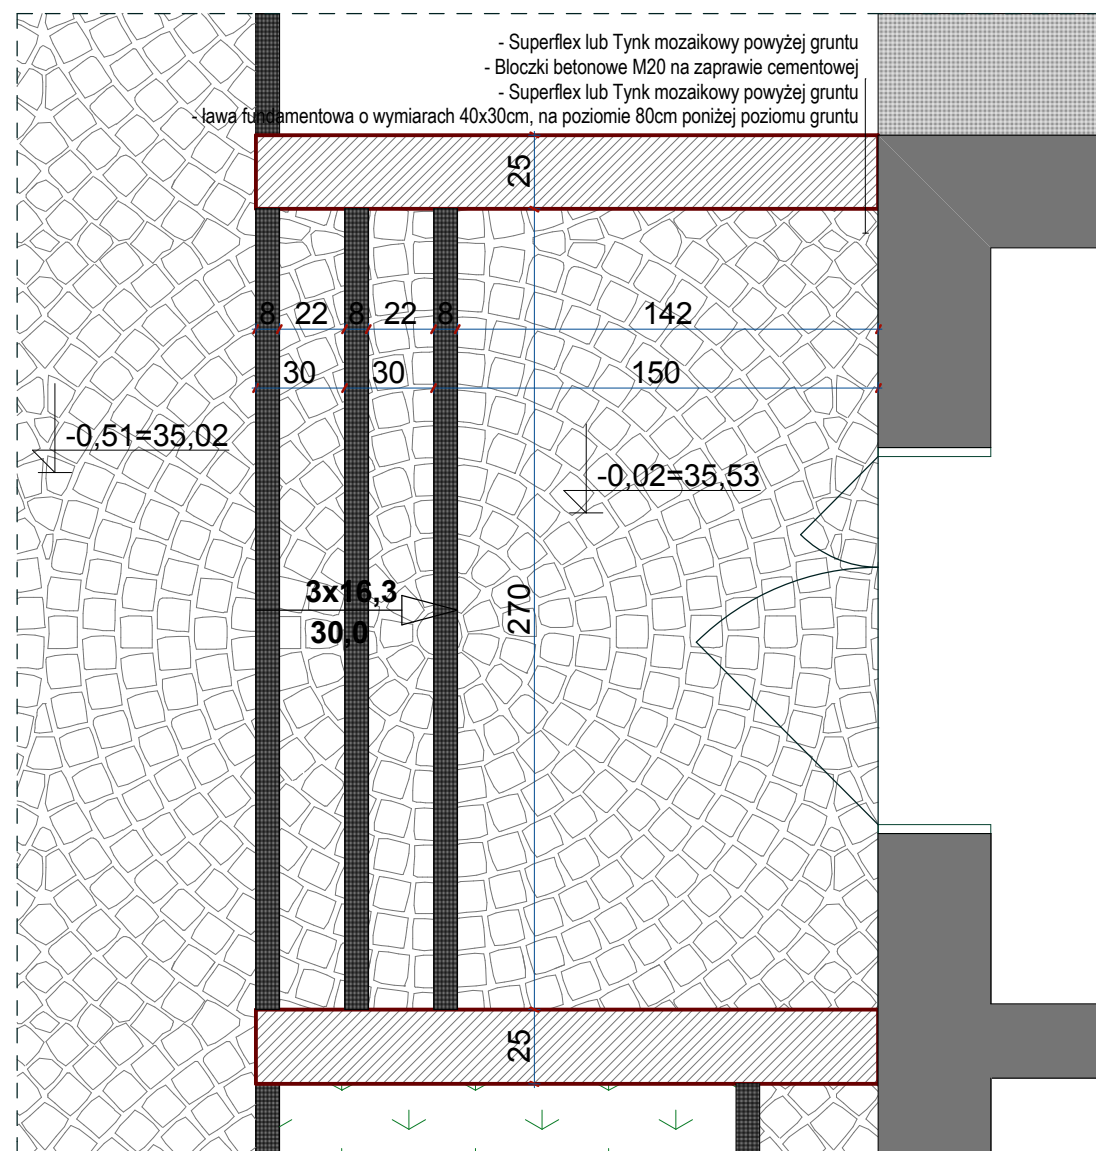 - Superflex lub Tynk mozaikowy powyżej gruntu
- Bloczki betonowe M20 na zaprawie cementowej
- Superflex lub Tynk mozaikowy powyżej gruntu
- ława fundamentowa o wymiarach 40x30cm, na poziomie 80cm poniżej poziomu gruntu
25
8 22 8 22 8 142
30 30 150
-0,51=35,02
-0,02=35,53
3x16,3
30,0
270
25